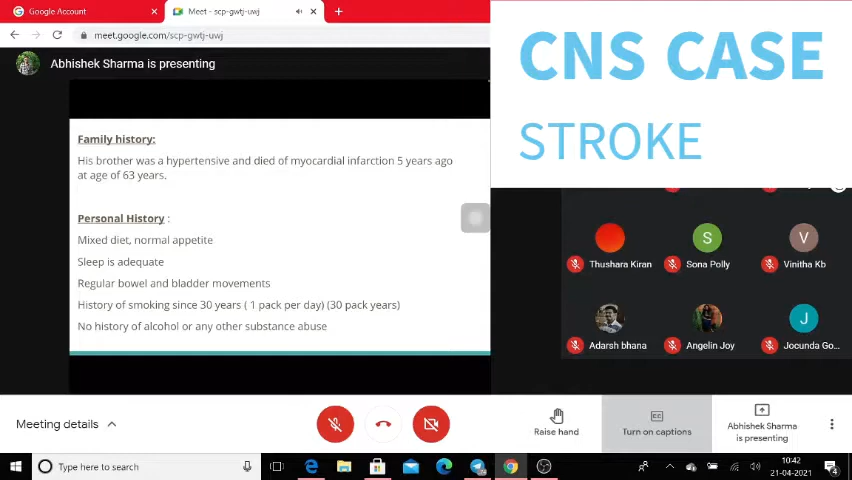 Google Account
Meet - scp-gwtj-uwj
meet.google.com/scp-gwtj-uwj
Abhishek Sharma is presenting
CNS CASE
STROKE
Family history:
His brother was a hypertensive and died of myocardial infarction 5 years ago
at age of 63 years.
Personal History :
Mixed diet, normal appetite
Sleep is adequate
Regular bowel and bladder movements
History of smoking since 30 years ( 1 pack per day) (30 pack years)
No history of alcohol or any other substance abuse
S
V
Thushara Kiran
Sona Polly
Vinitha Kb
J
Adarsh bhana
Angelin Joy
Jocunda Go...
Meeting details
Raise hand
CC
Turn on captions
Abhishek Sharma
is presenting
Type here to search
10:42
21-04-2021
4